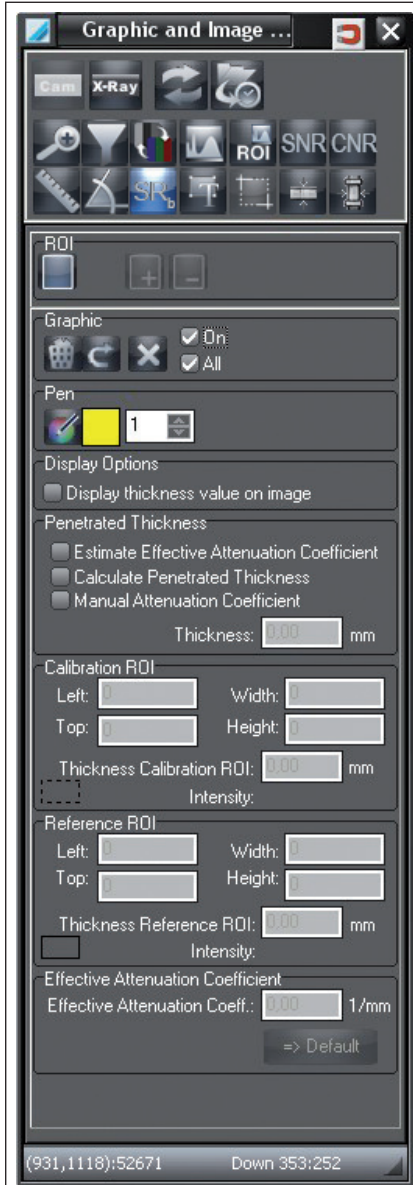 Graphic and Image ...
Cam X-Ray
ROI SNR CNR
SRb T
ROI
Graphic
On
All
Pen
1
Display Options
Display thickness value on image
Penetrated Thickness
Estimate Effective Attenuation Coefficient
Calculate Penetrated Thickness
Manual Attenuation Coefficient
Thickness: 0,00 mm
Calibration ROI
Left: 0 Width: 0
Top: 0 Height: 0
Thickness Calibration ROI: 0,00 mm
Intensity:
Reference ROI
Left: 0 Width: 0
Top: 0 Height: 0
Thickness Reference ROI: 0,00 mm
Intensity:
Effective Attenuation Coefficient
Effective Attenuation Coeff.: 0,00 1/mm
=> Default
(931,1118):52671 Down 353:252